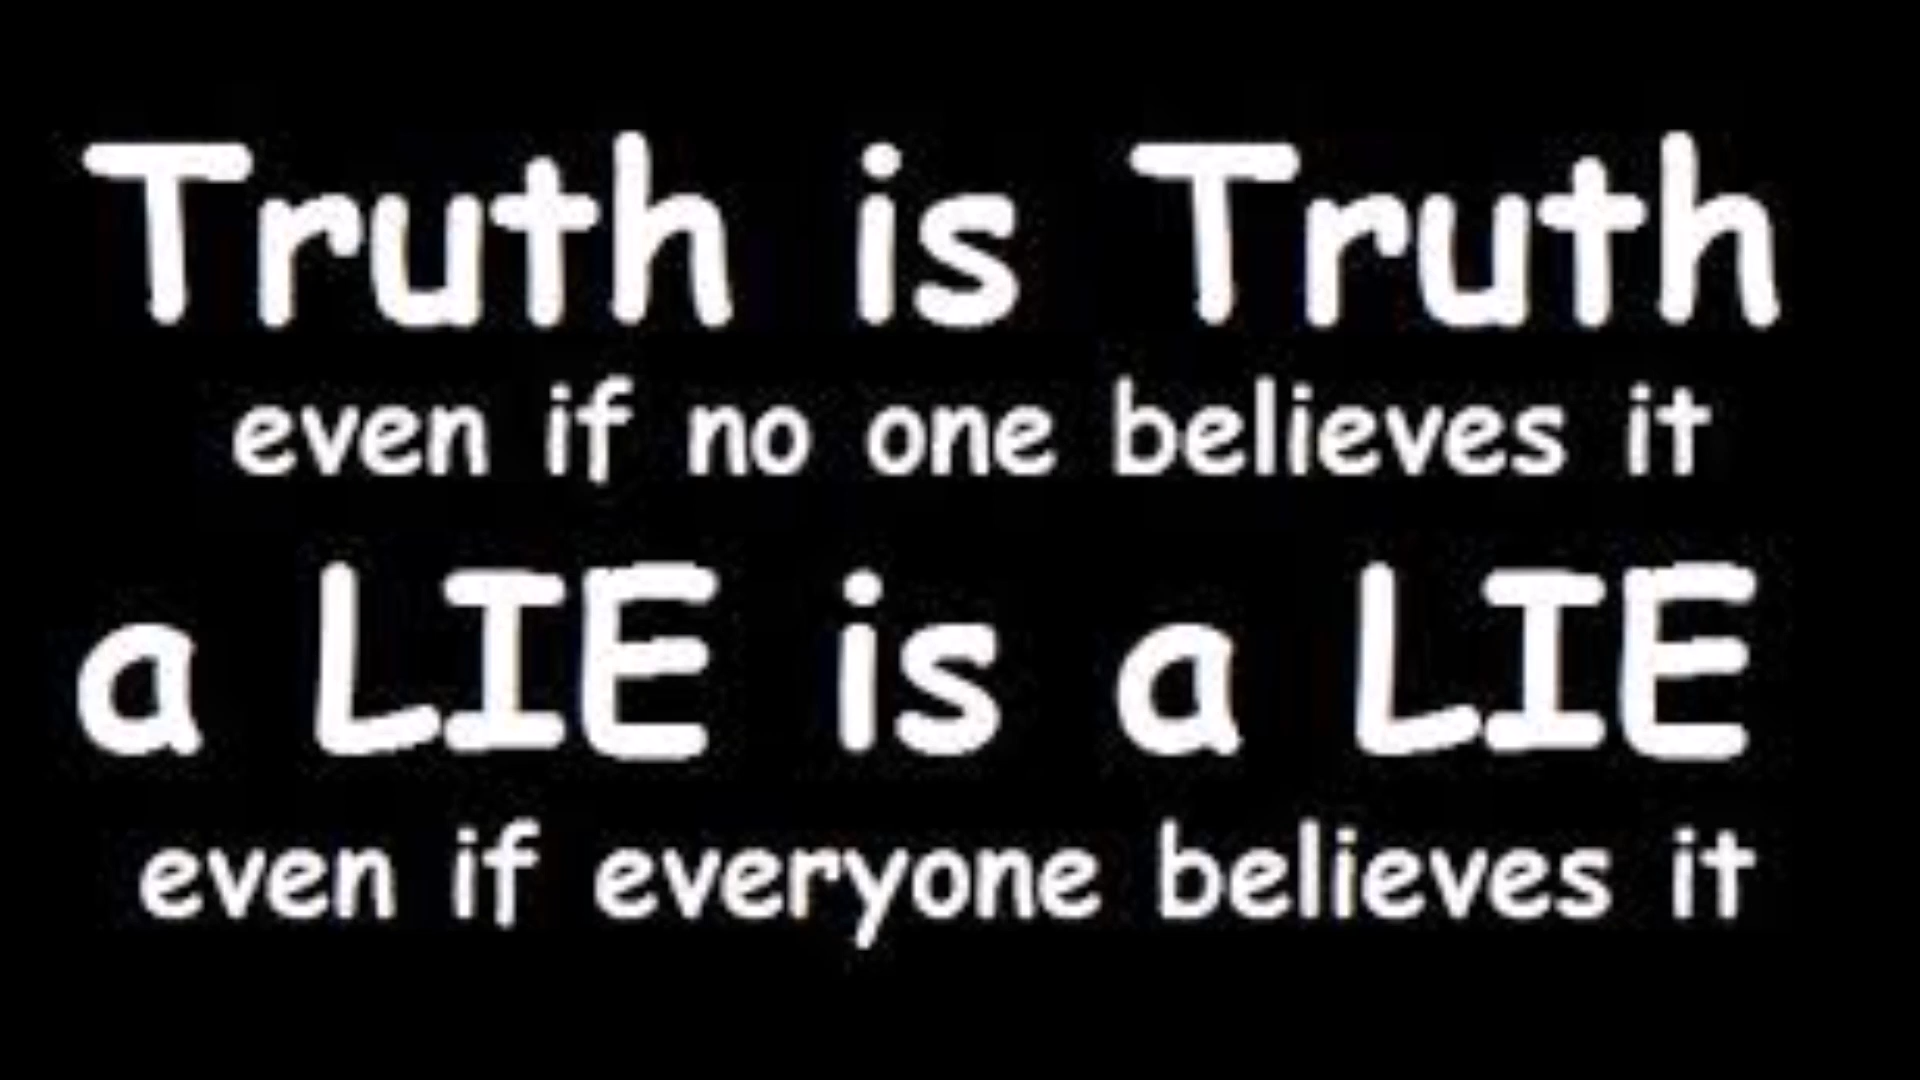 Truth is Truth
even if no one believes it
a LIE is a LIE
even if everyone believes it